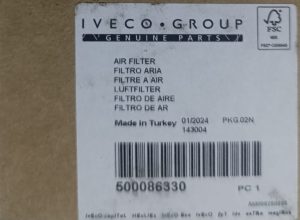 IVECO·GROUP
GENUINE PARTS
FSC
MIX
AIR FILTER
FILTRO ARIA
FILTRE A AIR
LUFTFILTER
FILTRO DE AIRE
FILTRO DE AR
Made in Turkey 01/2024 PKG.02N
143004
500086330 PC 1